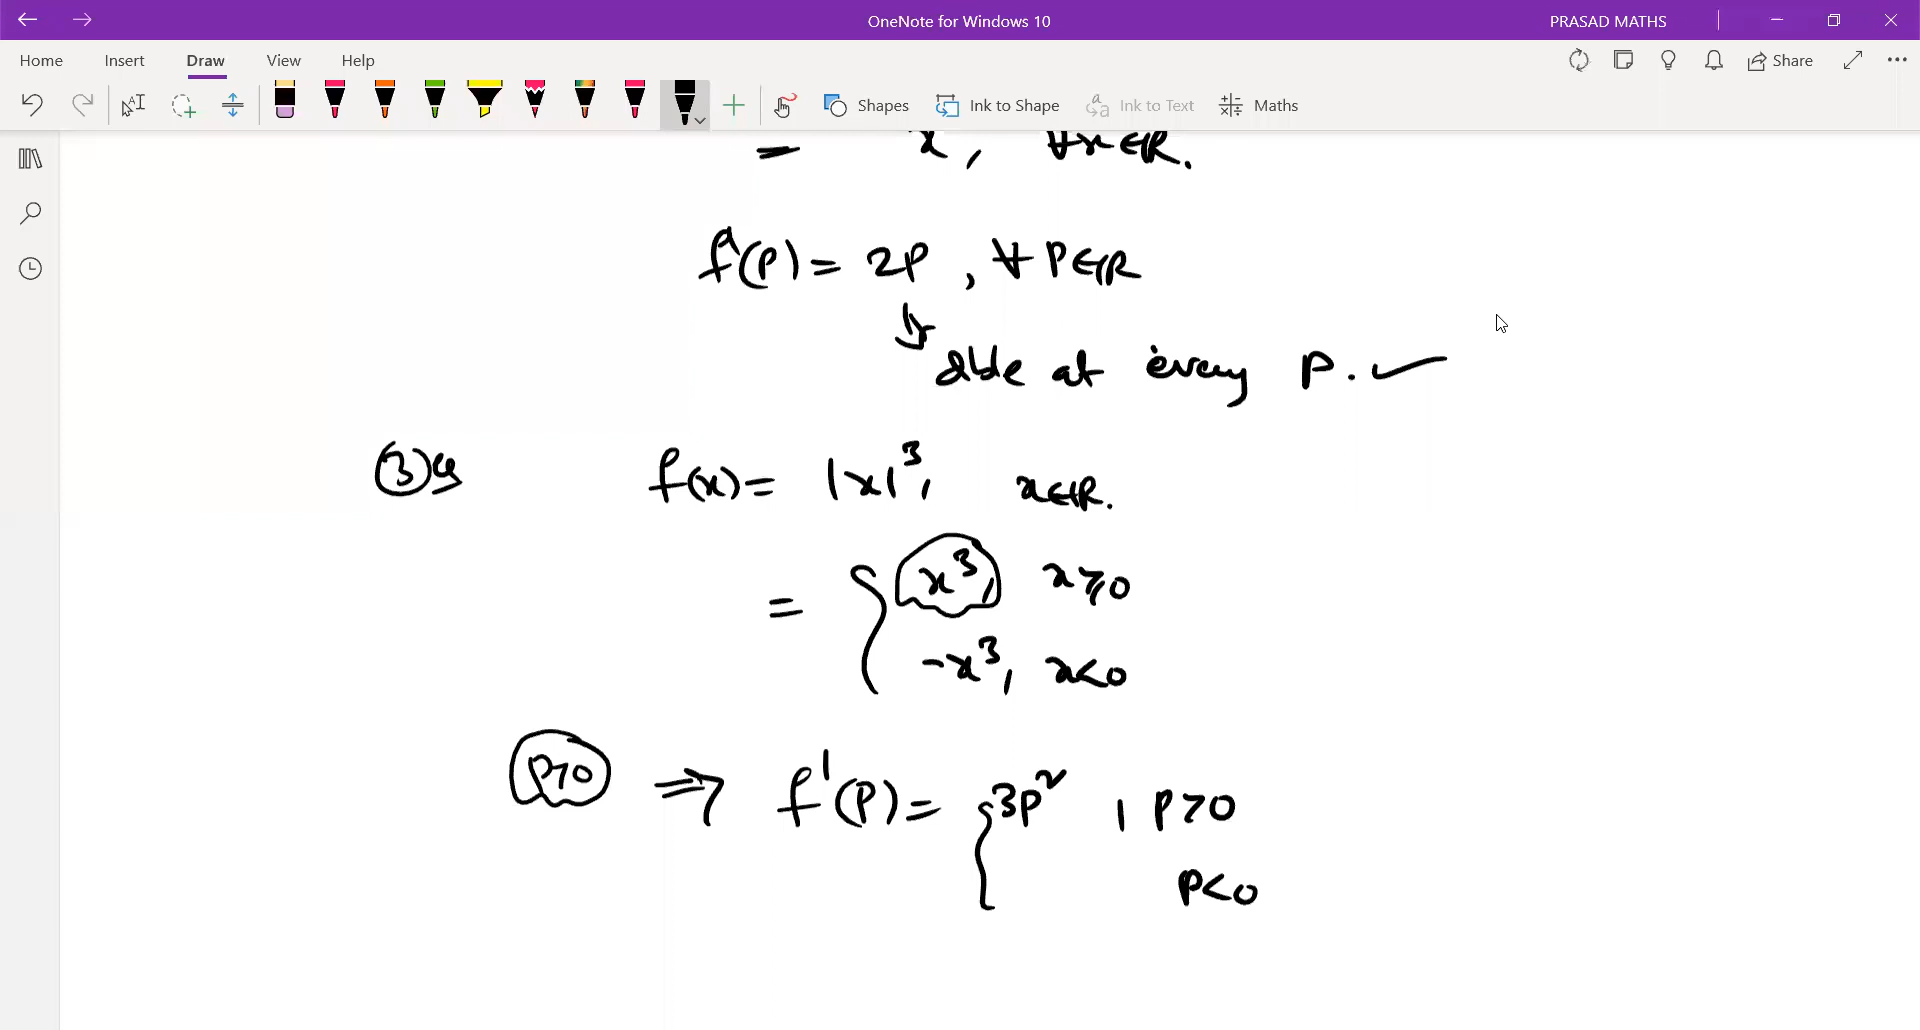 OneNote for Windows 10
PRASAD MATHS
Home Insert Draw View Help
Share
Shapes Ink to Shape Ink to Text Maths
= x, ∀x∈ℝ.
f'(P) = 2P, ∀ P∈ℝ
dble at every P.
③
f(x) = |x|³, x∈ℝ.
= { x³, x≥0
-x³, x<0
P>0 ⇒ f'(P) = { 3P² , P>0
P<0